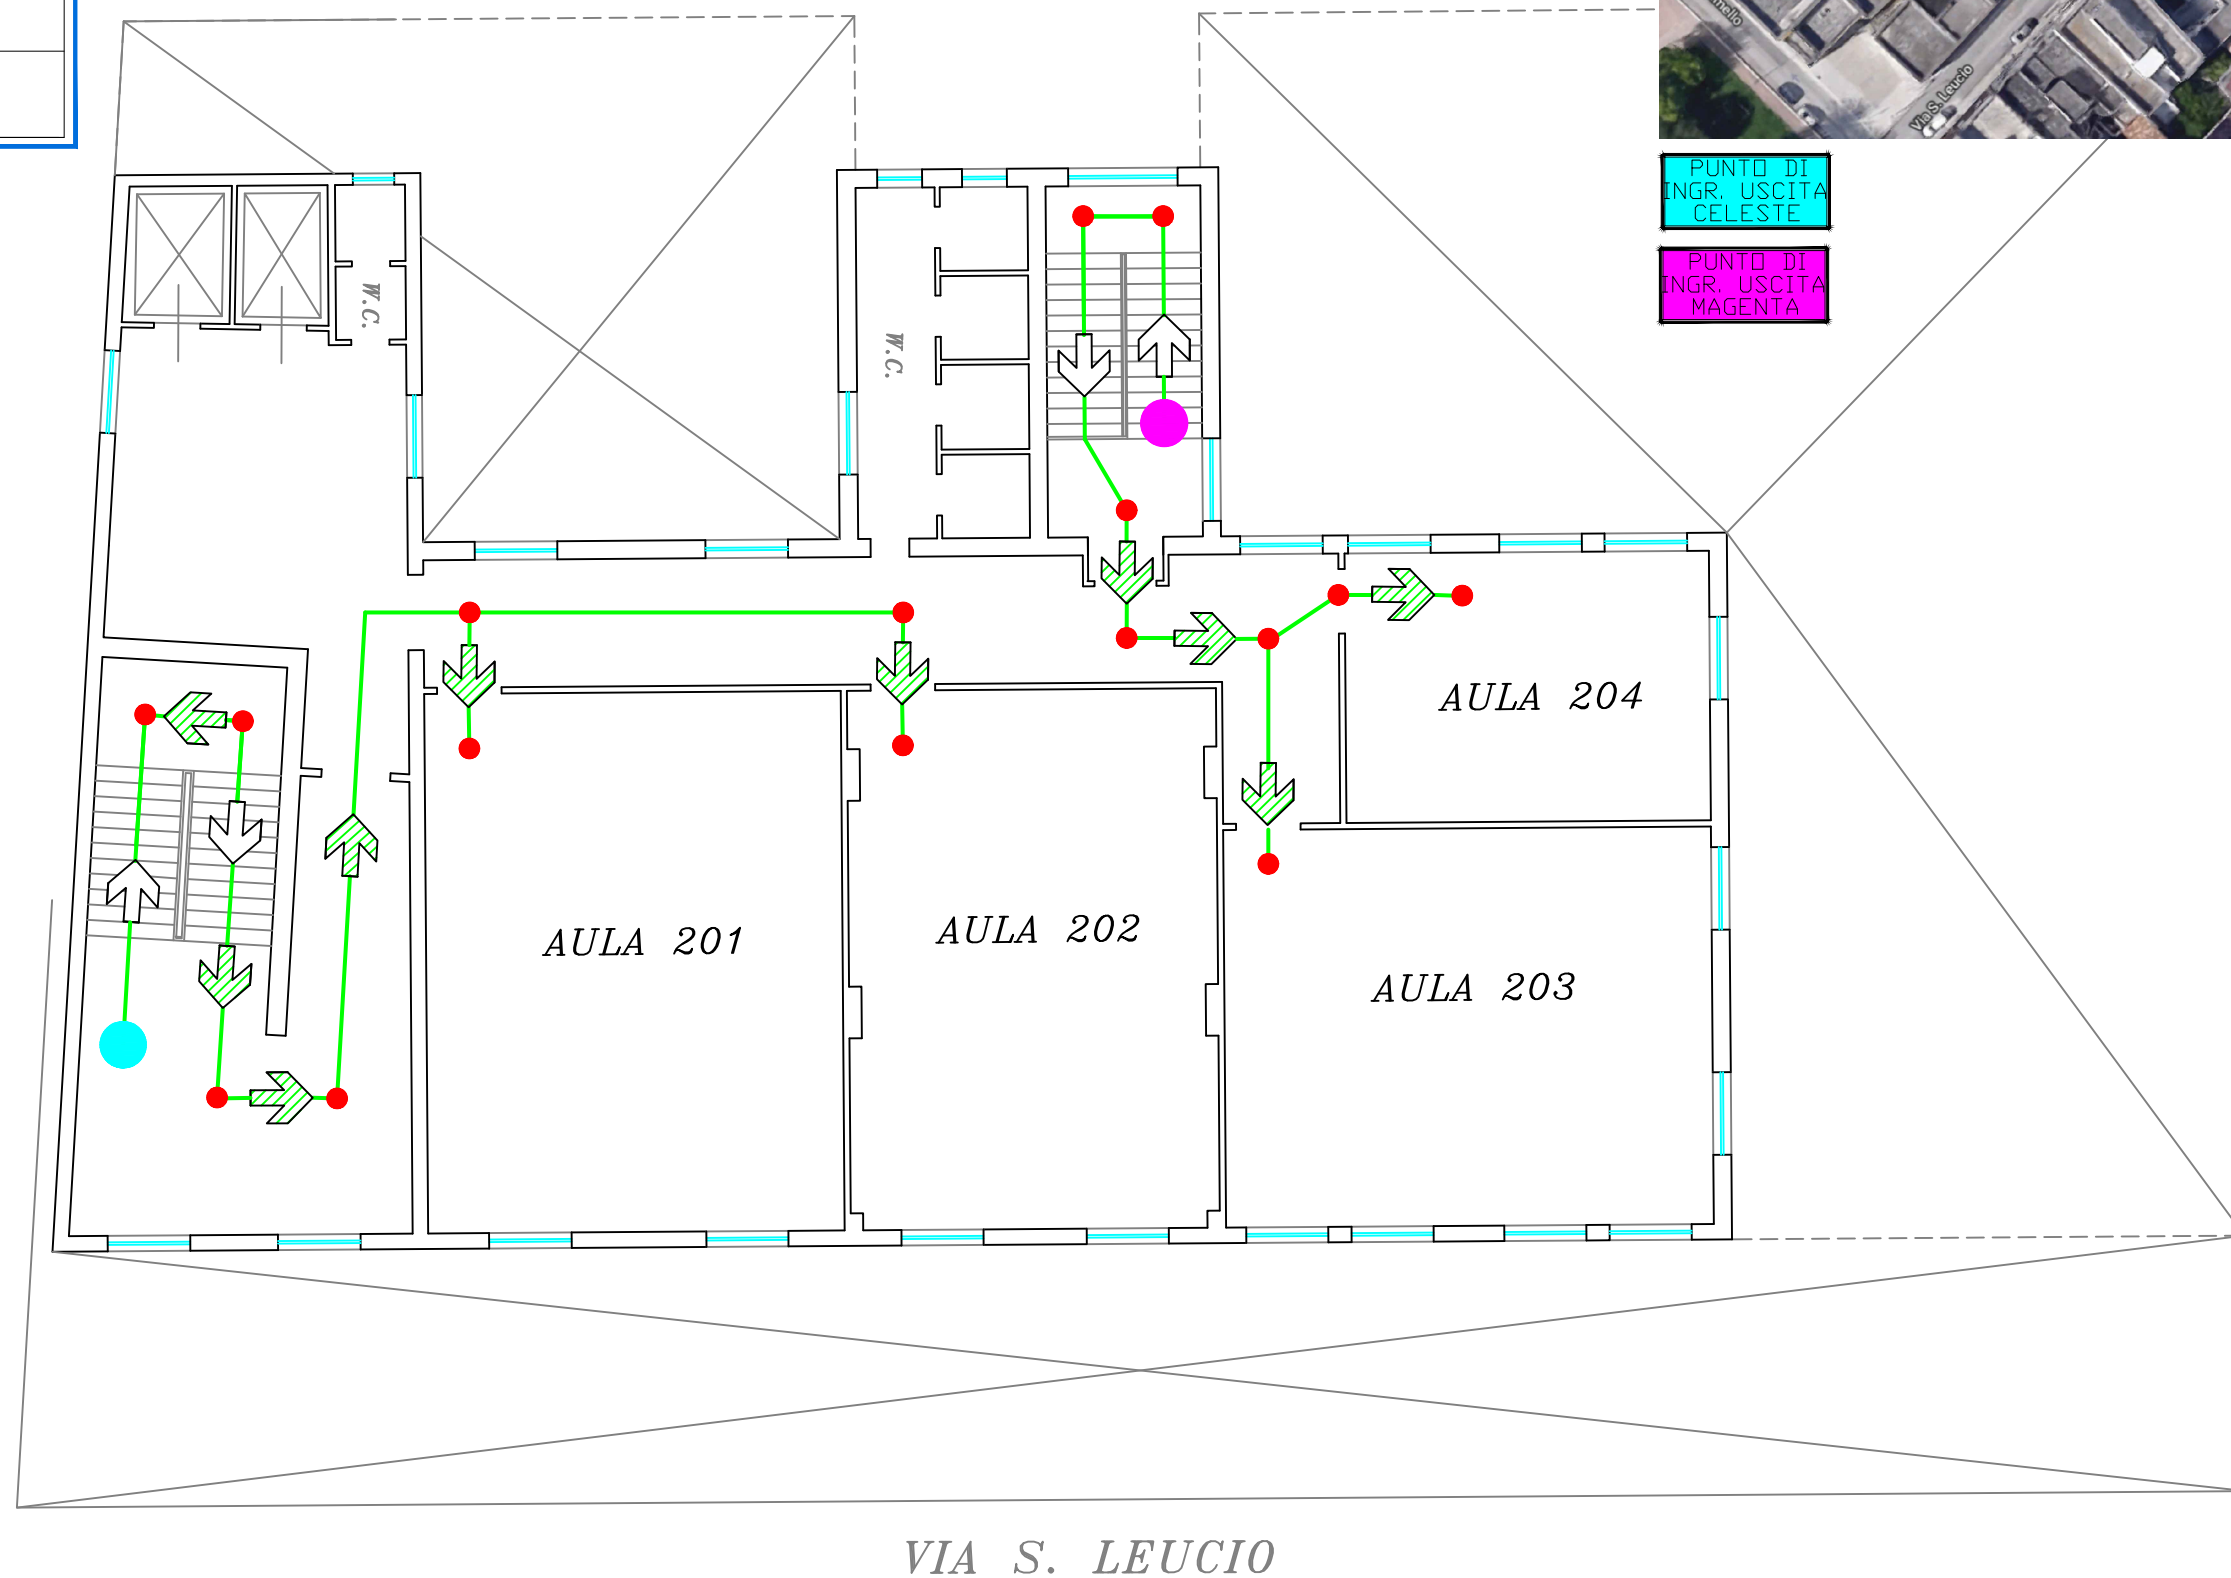 Via S. Leucio
PUNTO DI
INGR. USCITA
CELESTE
PUNTO DI
INGR. USCITA
MAGENTA
W.C.
W.C.
AULA 204
AULA 201
AULA 202
AULA 203
VIA S. LEUCIO